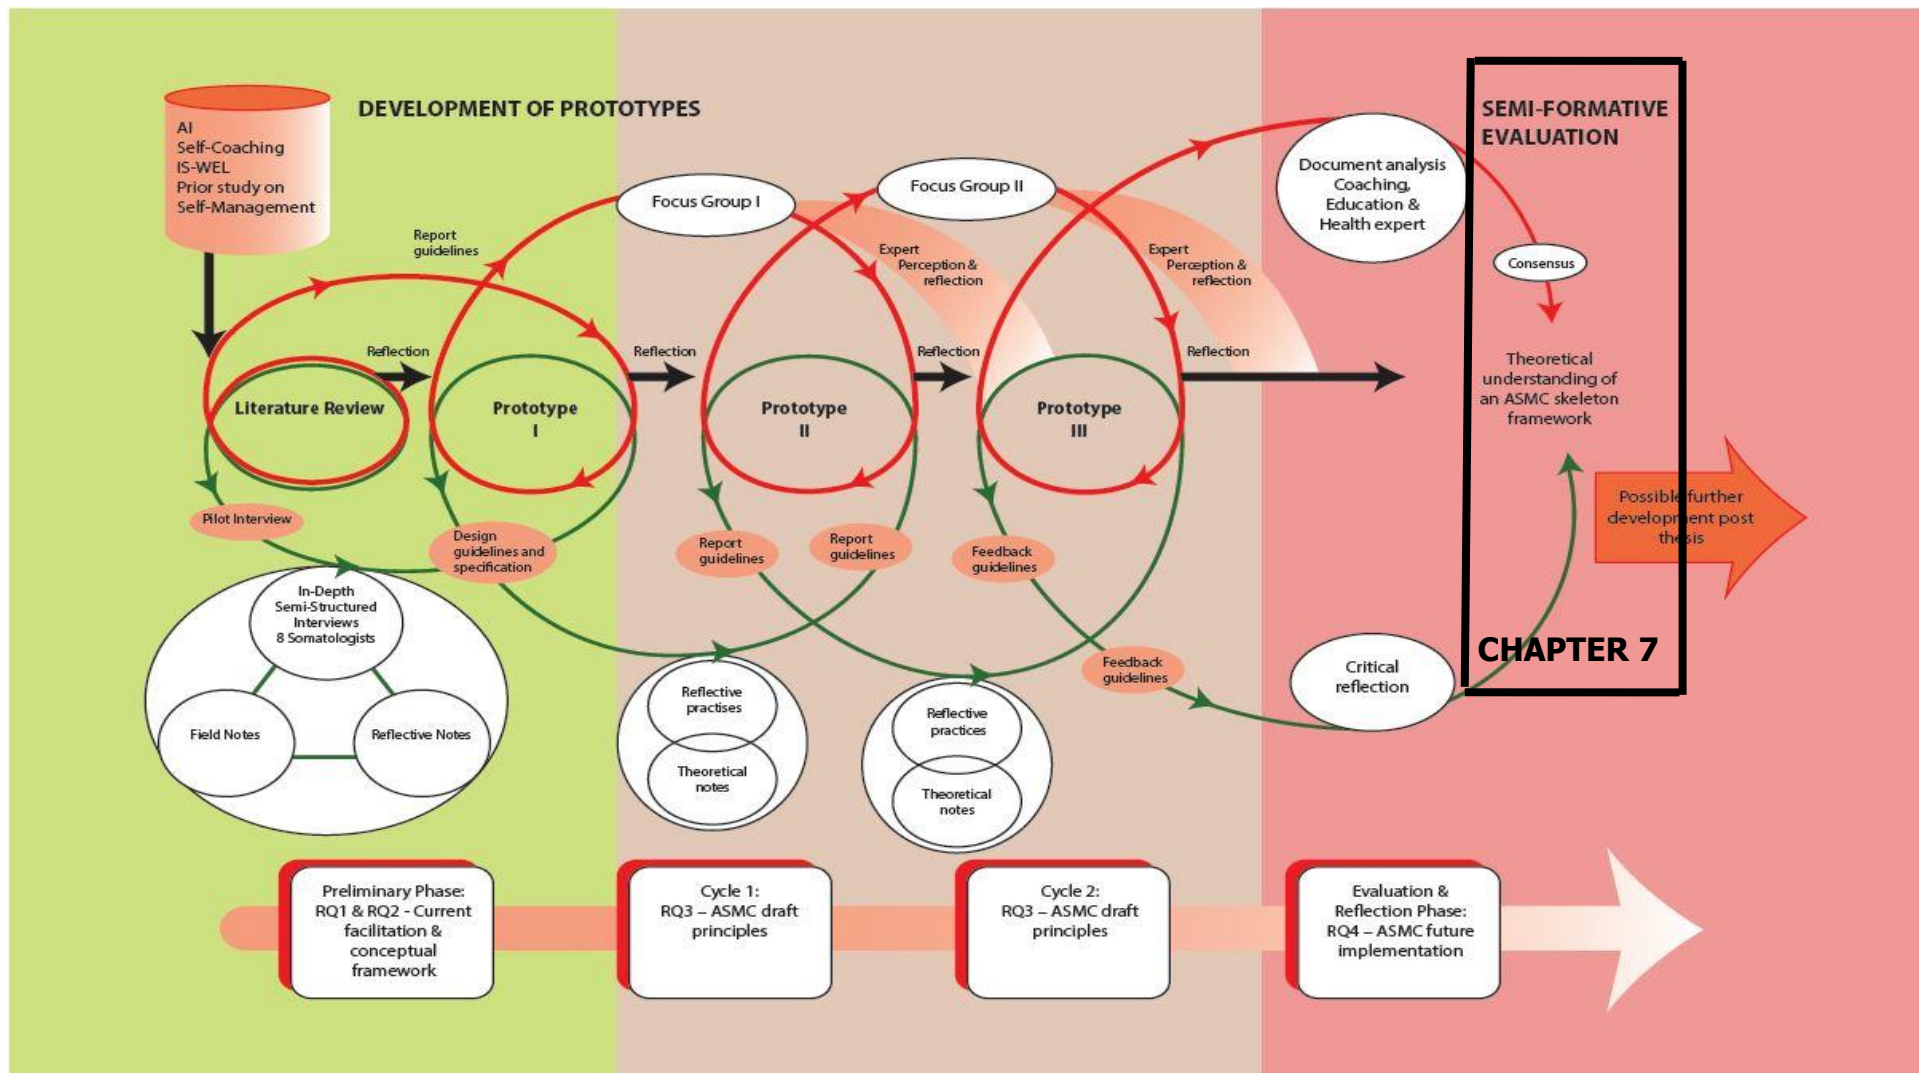 DEVELOPMENT OF PROTOTYPES
AI
Self-Coaching
IS-WEL
Prior study on
Self-Management
Report
guidelines
Focus Group I
Focus Group II
Expert
Perception &
reflection
Expert
Perception &
reflection
Document analysis
Coaching,
Education &
Health expert
SEMI-FORMATIVE
EVALUATION
Consensus
Reflection
Reflection
Reflection
Reflection
Literature Review
Prototype
I
Prototype
II
Prototype
III
Theoretical
understanding of
an ASMC skeleton
framework
Possible further
development post
thesis
Pilot Interview
Design
guidelines and
specification
Report
guidelines
Report
guidelines
Feedback
guidelines
Feedback
guidelines
In-Depth
Semi-Structured
Interviews
8 Somatologists
Field Notes
Reflective Notes
Reflective
practises
Theoretical
notes
Reflective
practices
Theoretical
notes
Critical
reflection
CHAPTER 7
Preliminary Phase:
RQ1 & RQ2 - Current
facilitation &
conceptual
framework
Cycle 1:
RQ3 – ASMC draft
principles
Cycle 2:
RQ3 – ASMC draft
principles
Evaluation &
Reflection Phase:
RQ4 – ASMC future
implementation